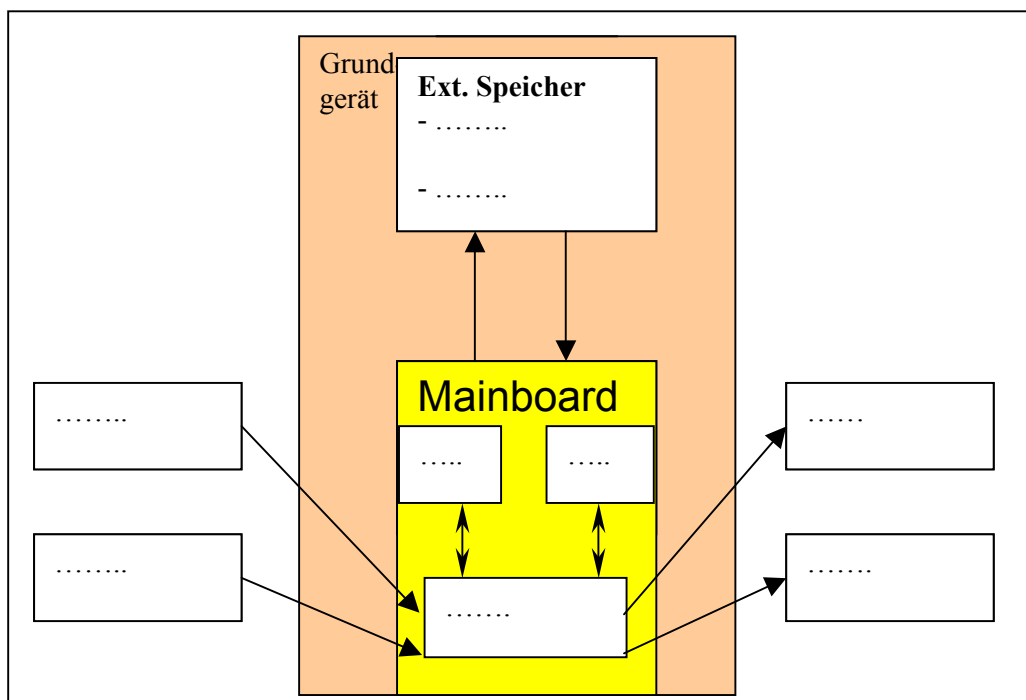 Grund-
gerät
Ext. Speicher
- ……..
- ……..
Mainboard
……..
……..
…..
…..
…….
……
…….